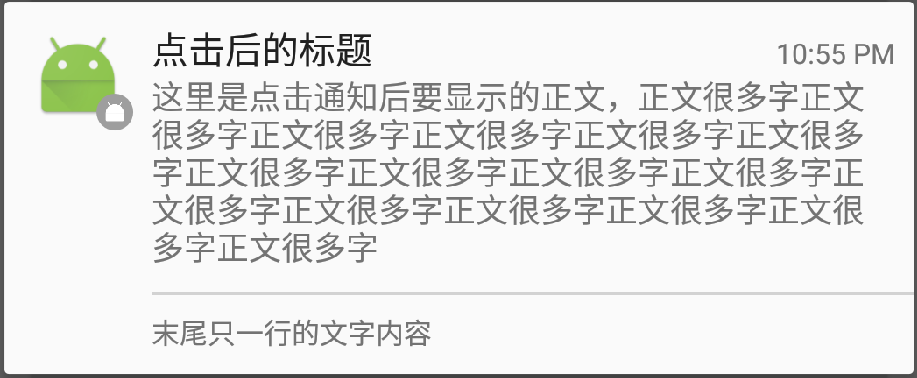 点击后的标题
10:55 PM
这里是点击通知后要显示的正文，正文很多字正文
很多字正文很多字正文很多字正文很多字正文很多
字正文很多字正文很多字正文很多字正文很多字正
文很多字正文很多字正文很多字正文很多字正文很
多字正文很多字
末尾只一行的文字内容